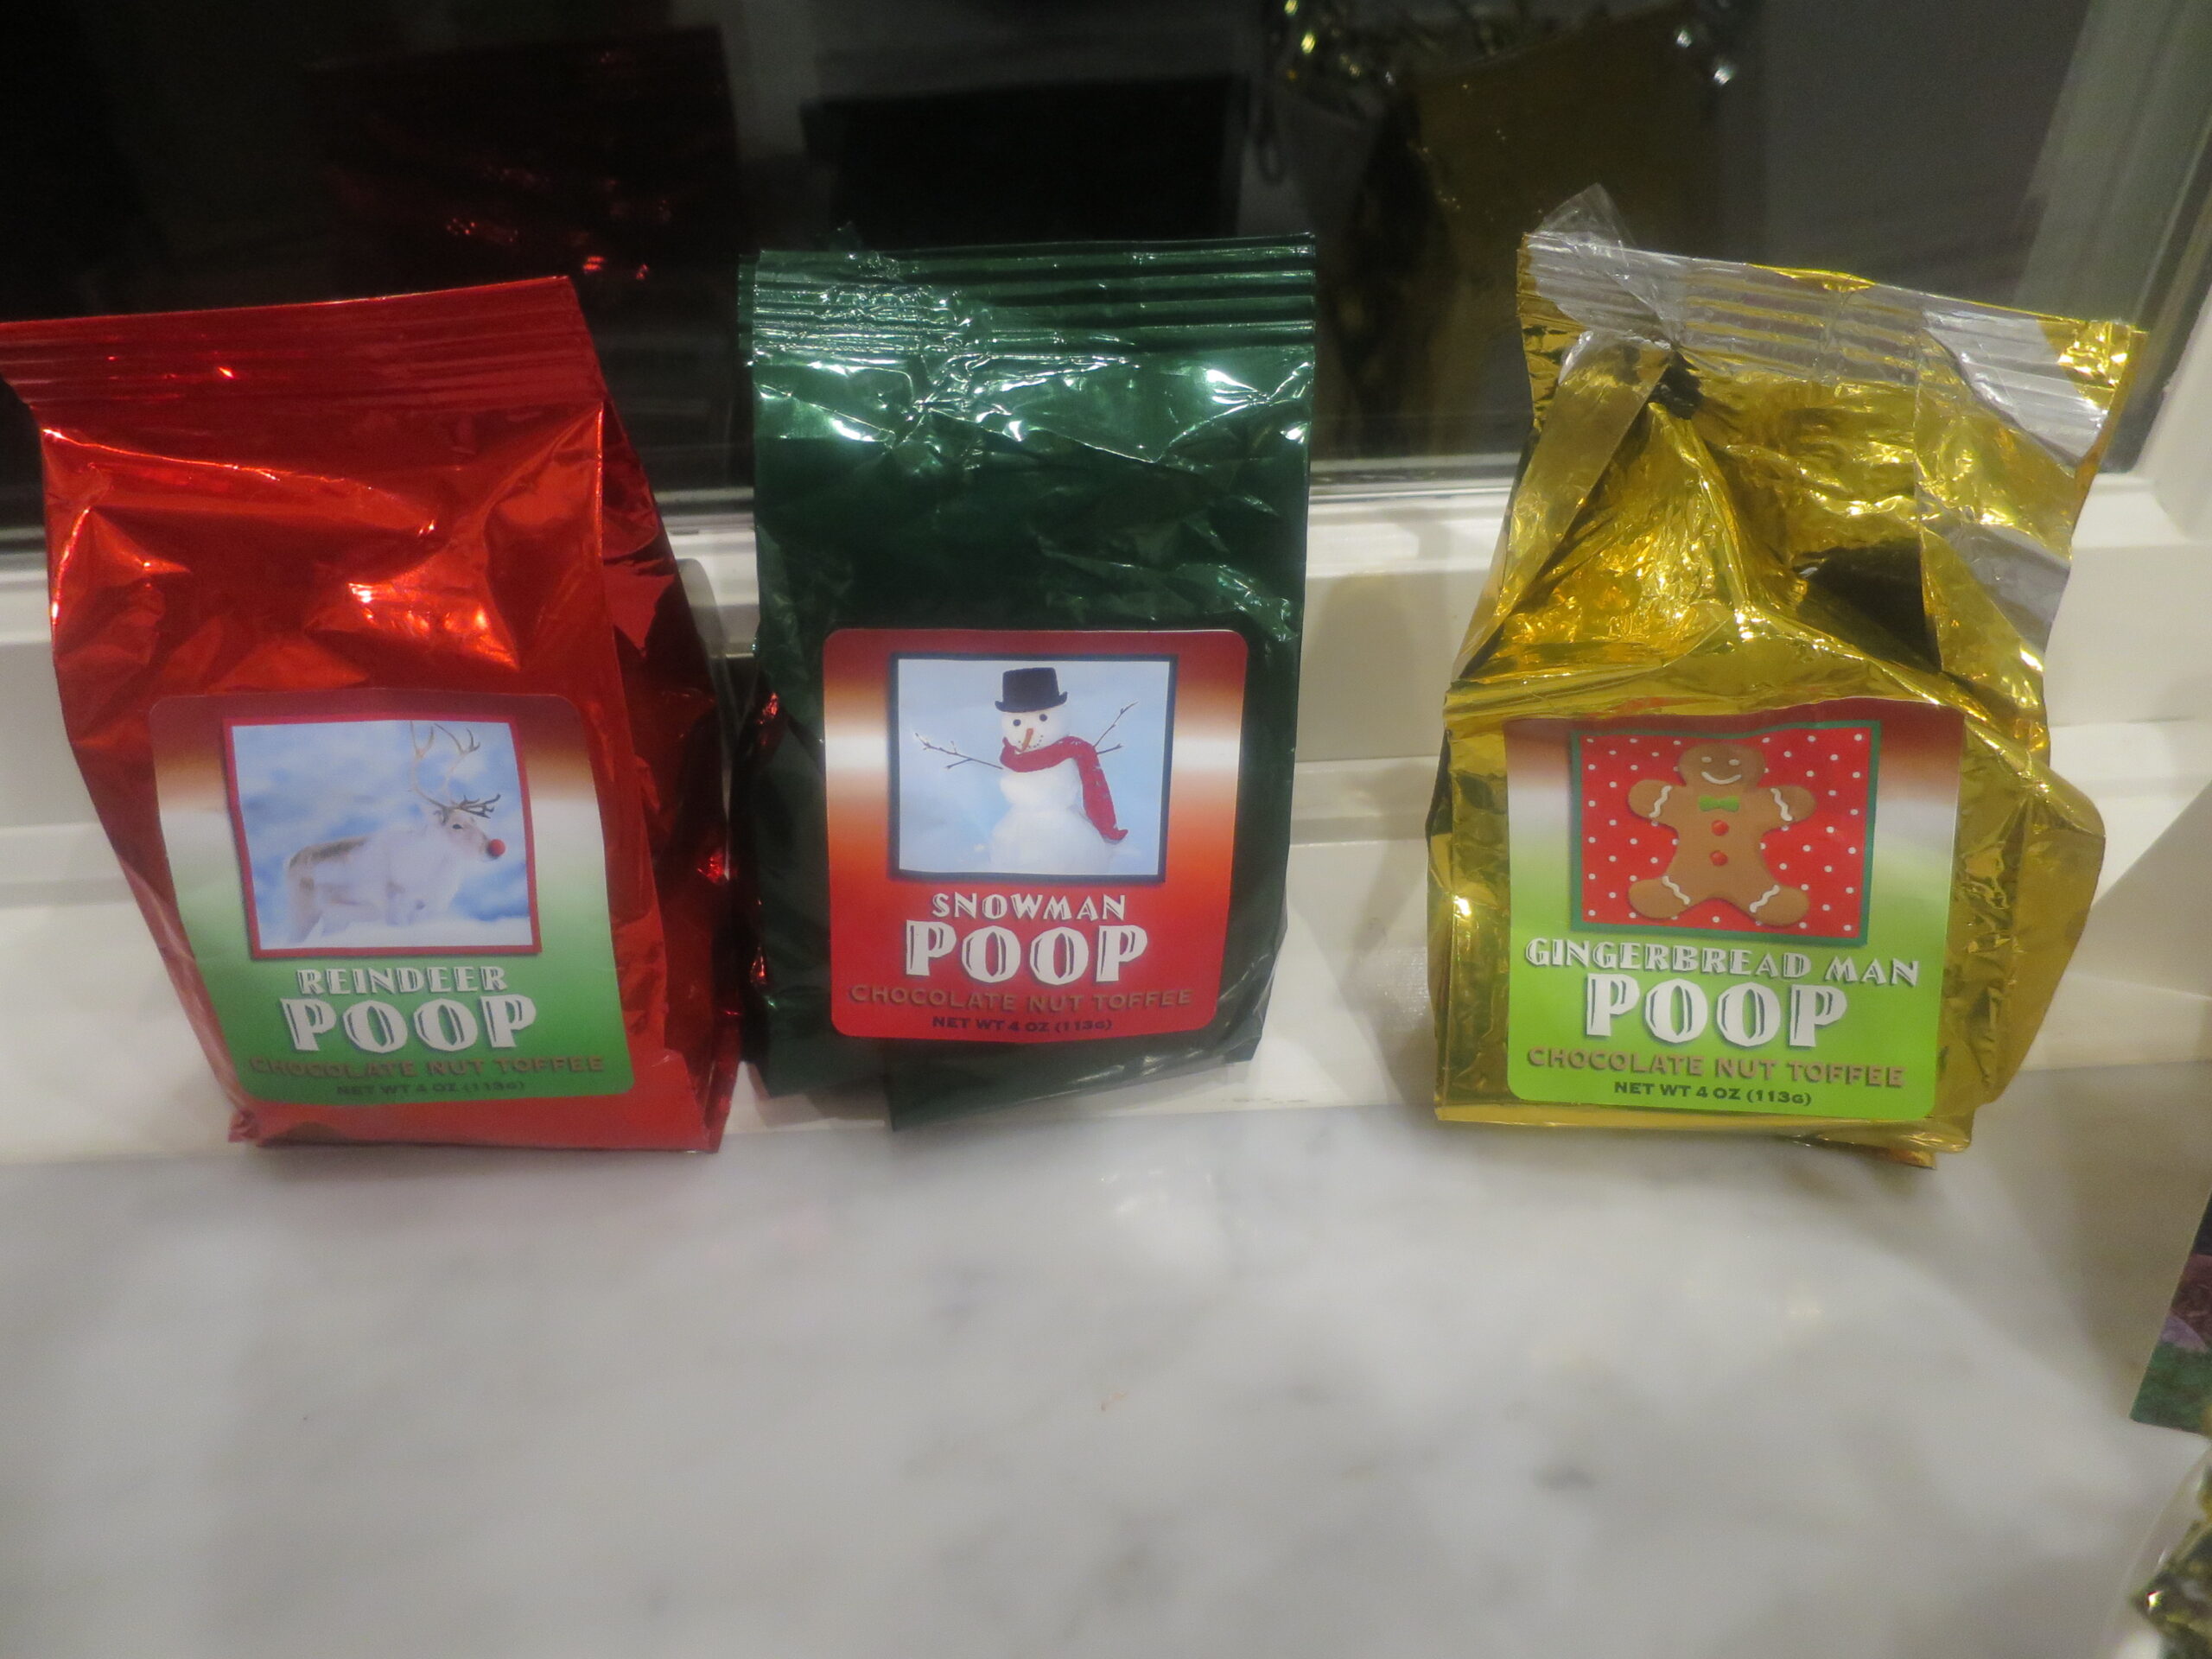 REINDEER
POOP
CHOCOLATE NUT TOFFEE
NET WT 4 OZ (113G)
SNOWMAN
POOP
CHOCOLATE NUT TOFFEE
NET WT 4 OZ (113G)
GINGERBREAD MAN
POOP
CHOCOLATE NUT TOFFEE
NET WT 4 OZ (113G)